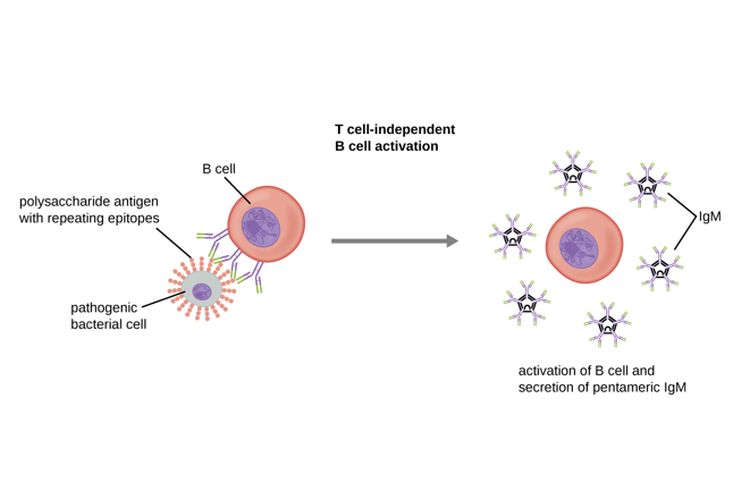 T cell-independent
B cell activation
B cell
polysaccharide antigen
with repeating epitopes
pathogenic
bacterial cell
IgM
activation of B cell and
secretion of pentameric IgM